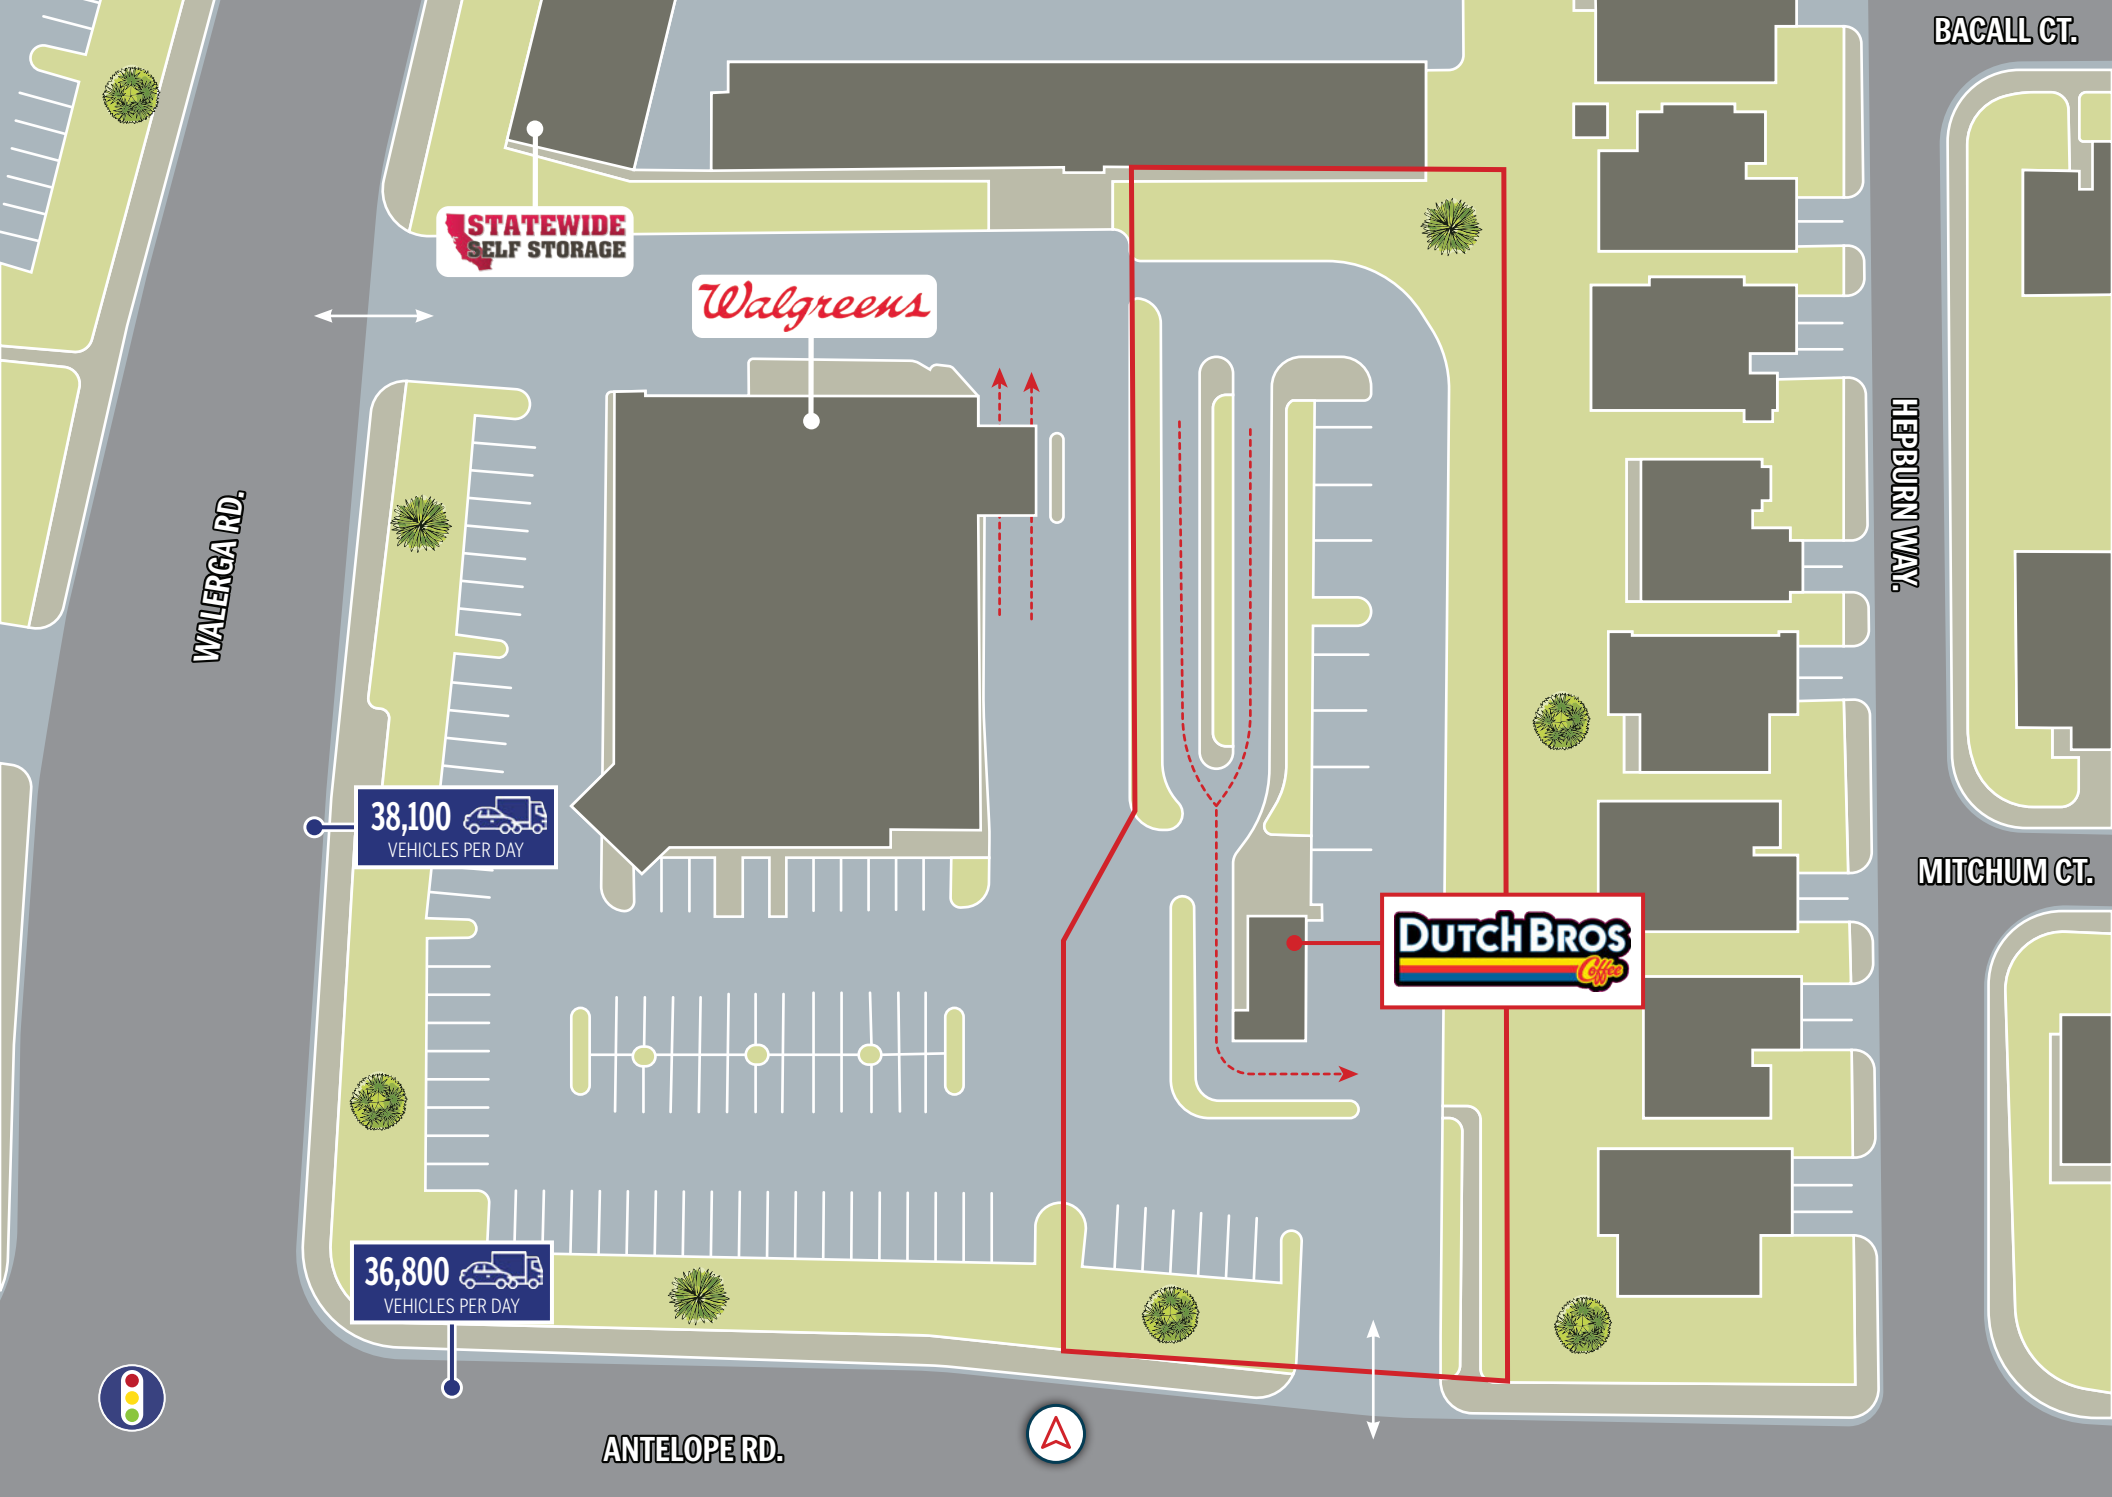 BACALL CT.
STATEWIDE
SELF STORAGE
Walgreens
HEPBURN WAY.
WALERGA RD.
38,100
VEHICLES PER DAY
MITCHUM CT.
DUTCH BROS
Coffee
36,800
VEHICLES PER DAY
ANTELOPE RD.